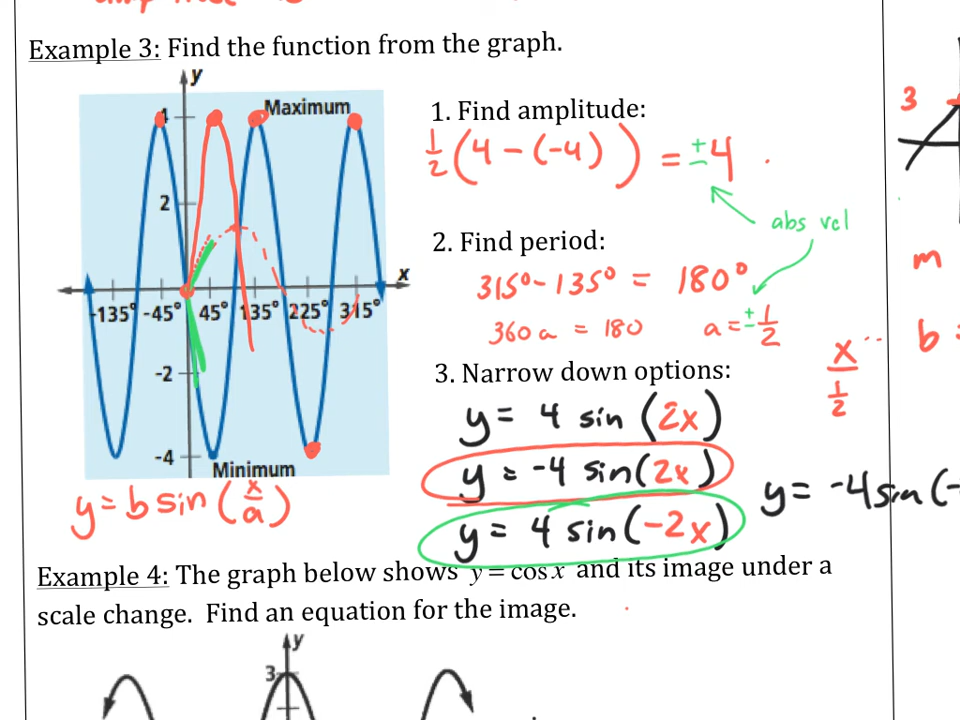 Example 3: Find the function from the graph.
y
4
Maximum
2
x
-135° -45° 45° 135° 225° 315°
-2
-4
Minimum
y = b sin (x/a)
1. Find amplitude:
1/2 (4 - (-4)) = ±4
abs val
2. Find period:
315° - 135° = 180°
360a = 180 a = ±1/2
3. Narrow down options:
y = 4 sin (2x)
y = -4 sin(2x)
y = 4 sin(-2x)
y = -4 sin (-
x / 1/2
3
m
b =
Example 4: The graph below shows y = cos x and its image under a
scale change. Find an equation for the image.
y
3